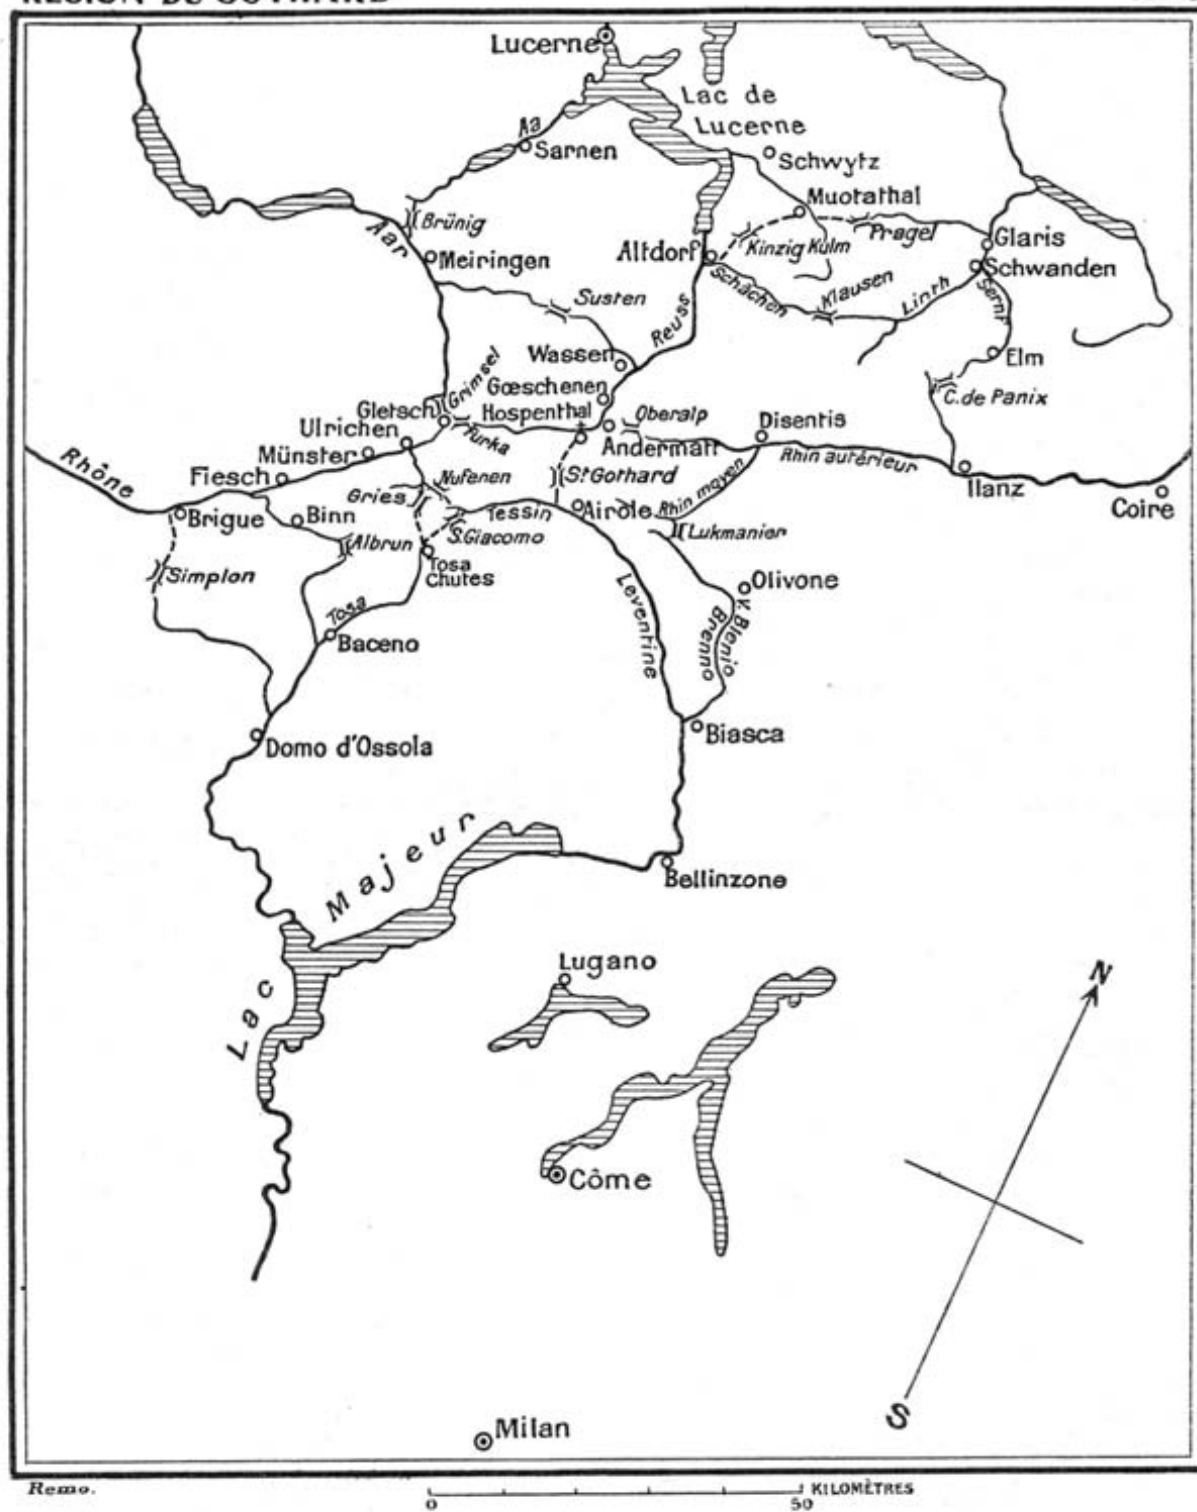 RÉGION DU GOTHARD
Lucerne
Lac de
Lucerne
Aa
Sarnen
Schwytz
Muotathal
Brünig
Aar
Meiringen
Altdorf
Kinzig Kulm
Pragel
Glaris
Schwanden
Schächen
Klausen
Linth
Sernf
Susten
Reuss
Wassen
Elm
C. de Panix
Grimsel
Gœschenen
Gletsch
Hospenthal
Oberalp
Disentis
Ulrichen
Furka
Andermatt
Münster
Rhin autérieur
Rhône
Fiesch
Nufenen
St Gothard
Rhin moyen
Ilanz
Coire
Gries
Brigue
Binn
Tessin
Airole
Lukmanier
Albrun
S. Giacomo
Simplon
Tosa
Chutes
Olivone
Tosa
Baceno
Leventine
V. Blenio
Brenno
Domo d'Ossola
Biasca
Lac Majeur
Bellinzone
Lugano
N
Côme
S
Milan
Remo.
KILOMÈTRES
0 50